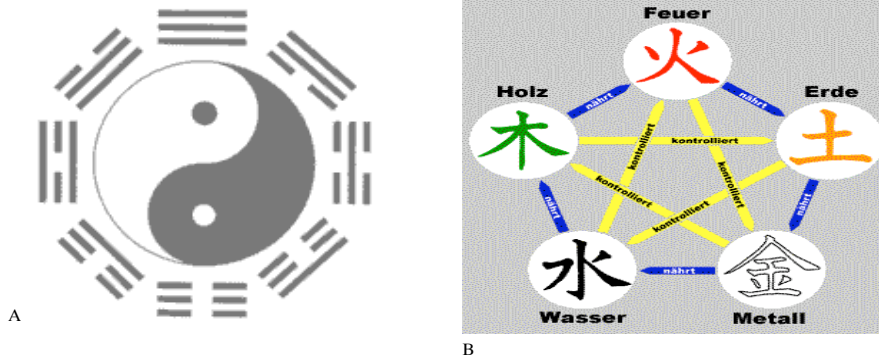 A
Feuer
火
Holz
木
Erde
土
nährt
nährt
kontrolliert
kontrolliert
kontrolliert
kontrolliert
kontrolliert
nährt
nährt
水
Wasser
nährt
金
Metall
B